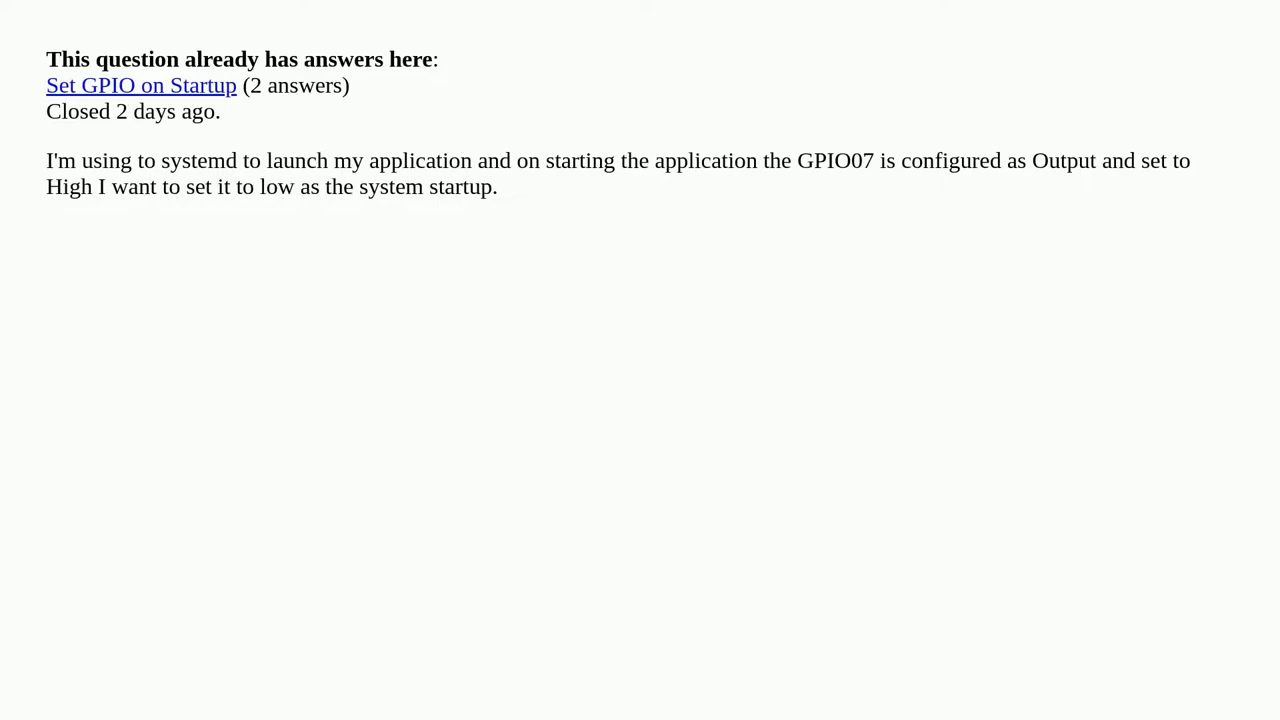 This question already has answers here:
Set GPIO on Startup (2 answers)
Closed 2 days ago.
I'm using to systemd to launch my application and on starting the application the GPIO07 is configured as Output and set to
High I want to set it to low as the system startup.